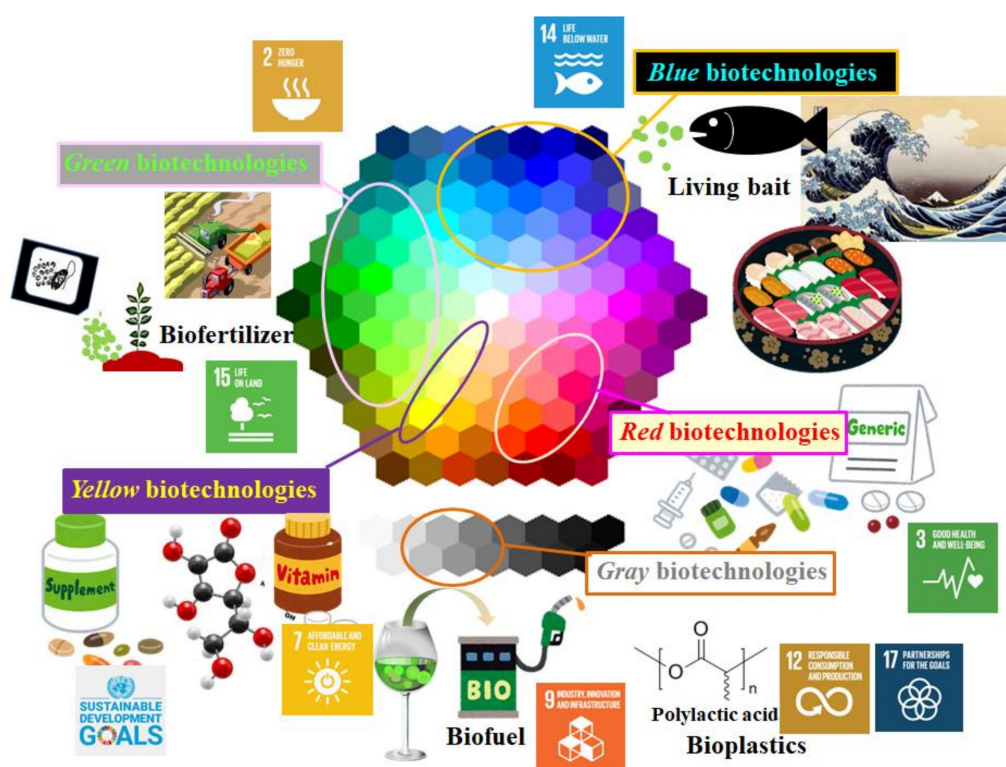 2 ZERO
HUNGER
14 LIFE
BELOW WATER
Blue biotechnologies
Green biotechnologies
Living bait
Biofertilizer
15 LIFE
ON LAND
Red biotechnologies
Generic
Yellow biotechnologies
Supplement
Vitamin
Gray biotechnologies
3 GOOD HEALTH
AND WELL-BEING
7 AFFORDABLE AND
CLEAN ENERGY
BIO
Biofuel
9 INDUSTRY, INNOVATION
AND INFRASTRUCTURE
O
O
n
Polylactic acid
Bioplastics
12 RESPONSIBLE
CONSUMPTION
AND PRODUCTION
17 PARTNERSHIPS
FOR THE GOALS
SUSTAINABLE
DEVELOPMENT
GOALS